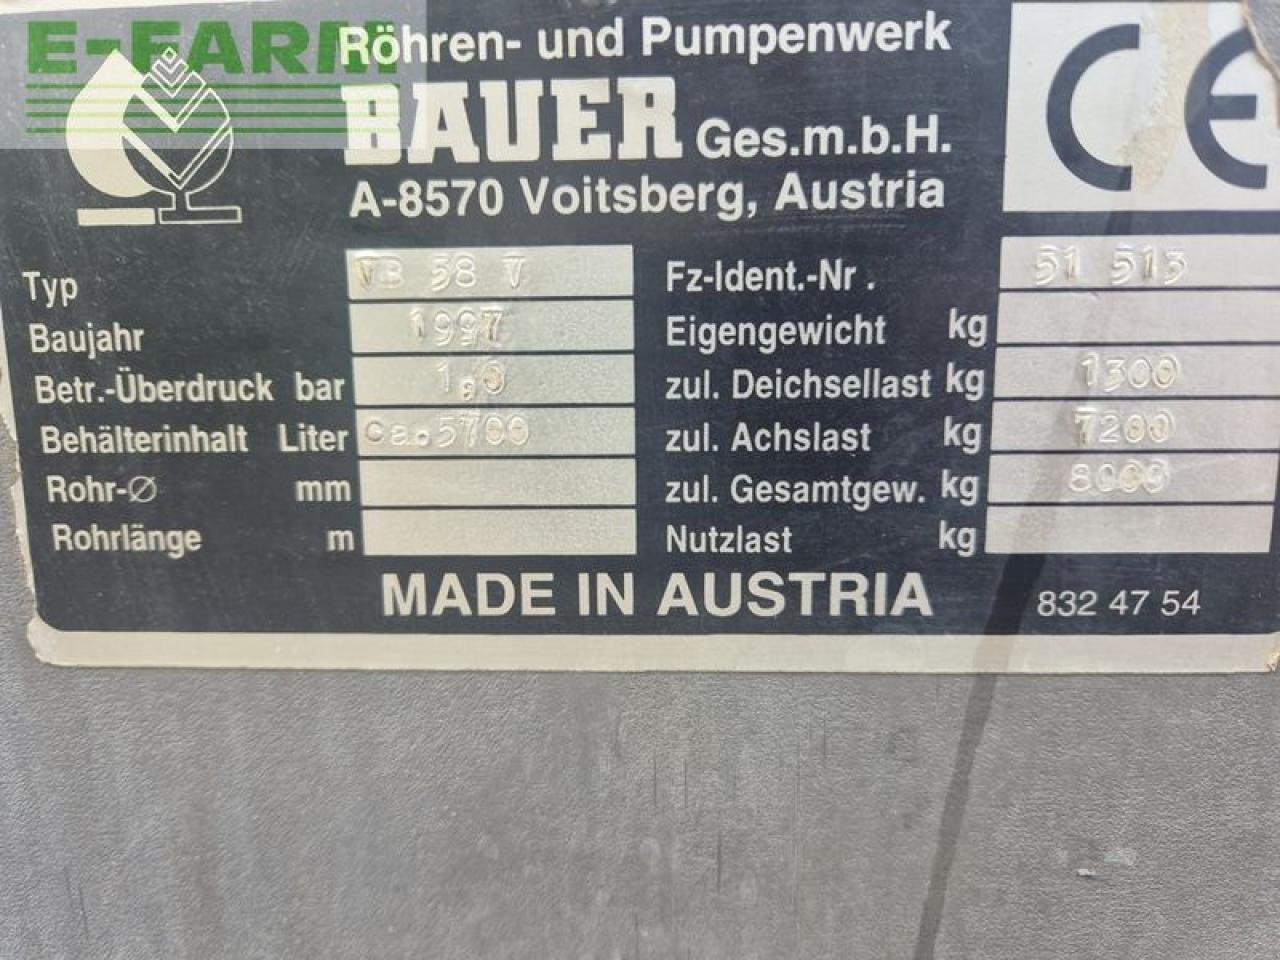 E-FARM
Röhren- und Pumpenwerk
BAUER Ges.m.b.H.
A-8570 Voitsberg, Austria
CE
Typ VB 58 V
Baujahr 1997
Betr.-Überdruck bar 1,0
Behälterinhalt Liter ca.5700
Rohr-Ø mm
Rohrlänge m
Fz-Ident.-Nr. 51 513
Eigengewicht kg
zul. Deichsellast kg 1300
zul. Achslast kg 7200
zul. Gesamtgew. kg 8000
Nutzlast kg
MADE IN AUSTRIA
832 47 54